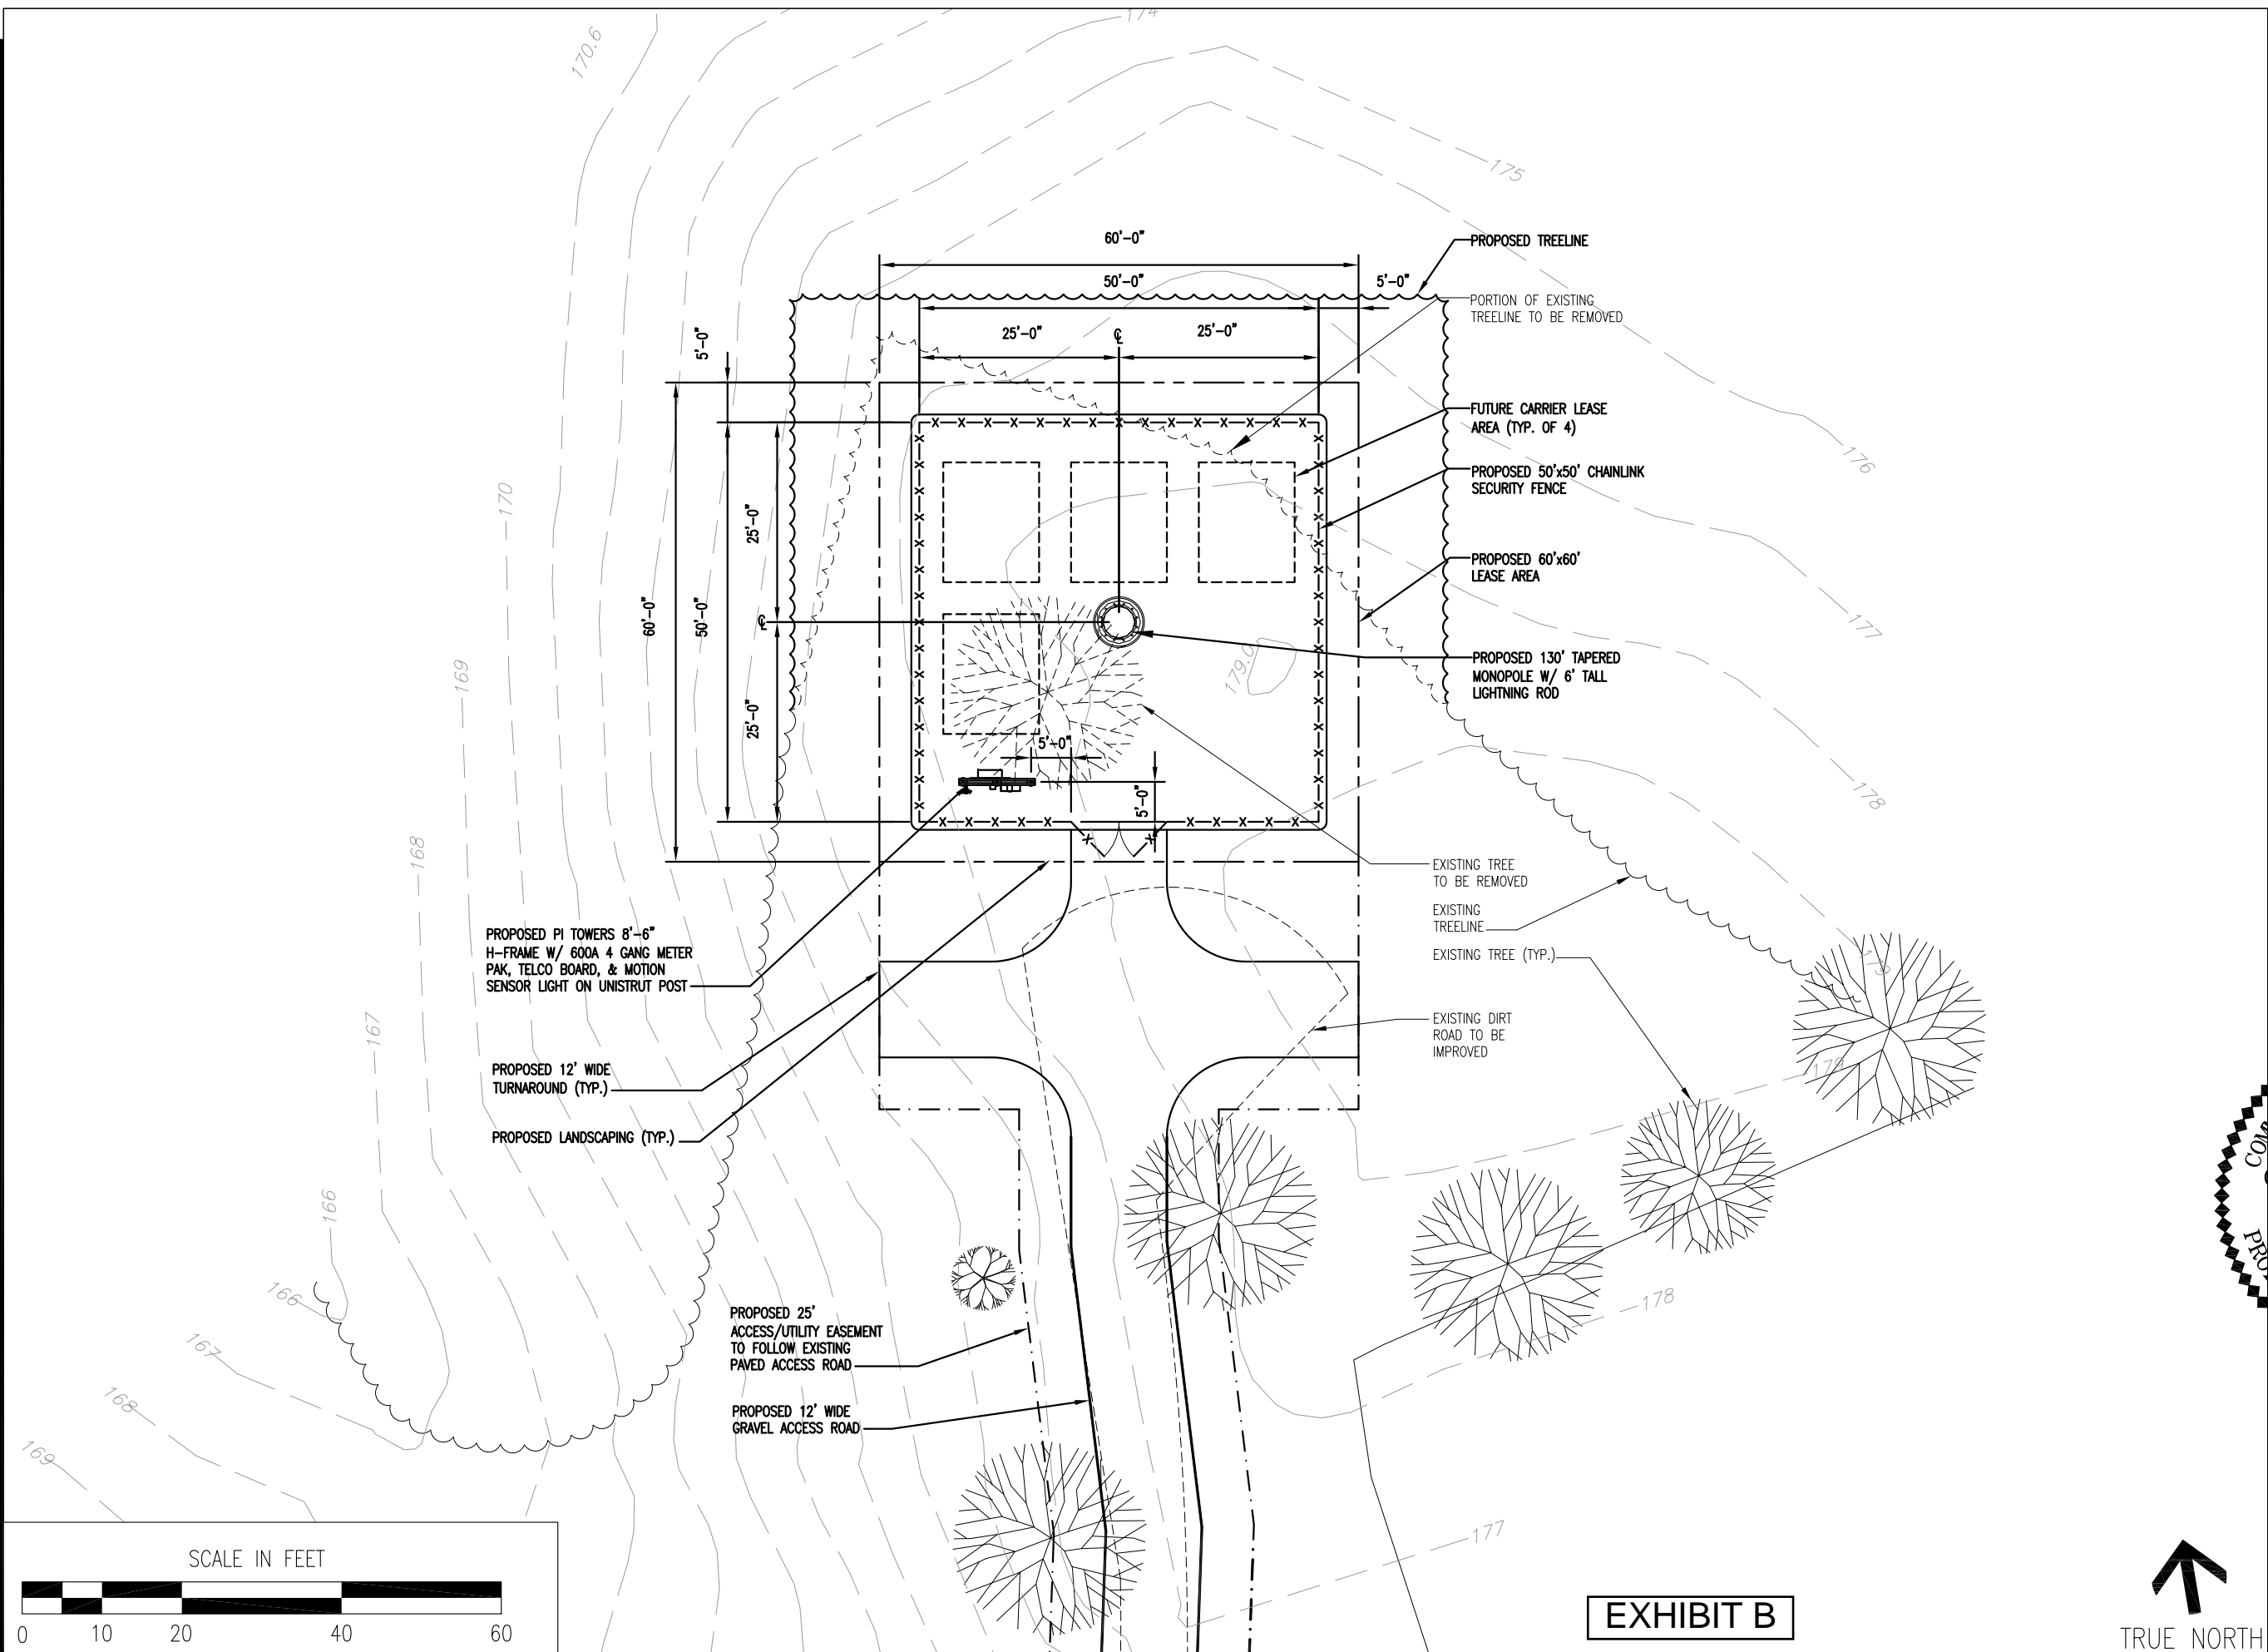 170.6
174
175
60'-0"
PROPOSED TREELINE
50'-0"
5'-0"
PORTION OF EXISTING
TREELINE TO BE REMOVED
25'-0"
℄
25'-0"
5'-0"
FUTURE CARRIER LEASE
AREA (TYP. OF 4)
176
PROPOSED 50'x50' CHAINLINK
SECURITY FENCE
170
25'-0"
PROPOSED 60'x60'
LEASE AREA
60'-0"
50'-0"
℄
177
169
179.0
PROPOSED 130' TAPERED
MONOPOLE W/ 6' TALL
LIGHTNING ROD
25'-0"
5'-0"
5'-0"
178
168
EXISTING TREE
TO BE REMOVED
EXISTING
TREELINE
EXISTING TREE (TYP.)
179
PROPOSED PI TOWERS 8'-6"
H-FRAME W/ 600A 4 GANG METER
PAK, TELCO BOARD, & MOTION
SENSOR LIGHT ON UNISTRUT POST
167
EXISTING DIRT
ROAD TO BE
IMPROVED
PROPOSED 12' WIDE
TURNAROUND (TYP.)
179
PROPOSED LANDSCAPING (TYP.)
166
166
178
PROPOSED 25'
ACCESS/UTILITY EASEMENT
TO FOLLOW EXISTING
PAVED ACCESS ROAD
167
168
PROPOSED 12' WIDE
GRAVEL ACCESS ROAD
169
177
SCALE IN FEET
0 10 20 40 60
EXHIBIT B
TRUE NORTH